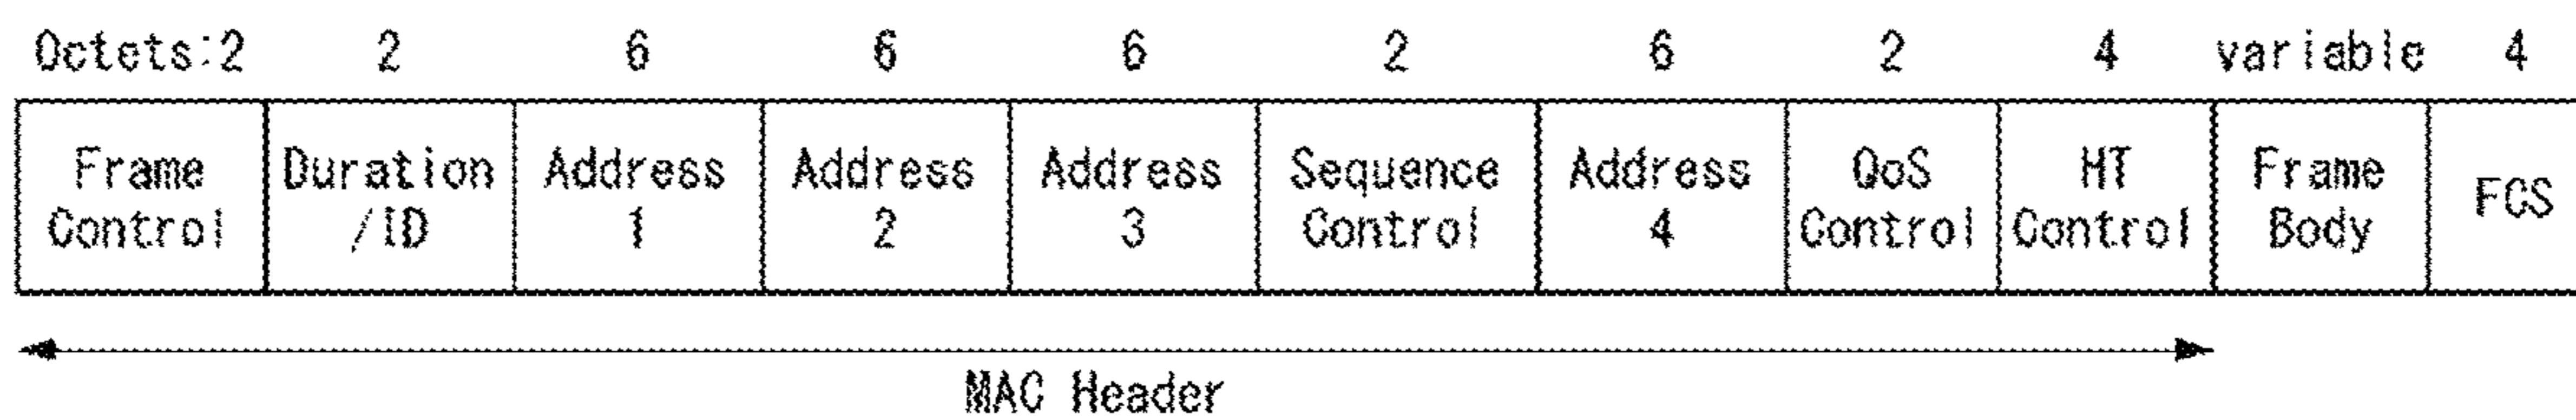 Octets:2 2 6 6 6 2 6 2 4 variable 4
Frame Duration Address Address Address Sequence Address QoS HT Frame FCS
Control /ID 1 2 3 Control 4 Control Control Body
MAC Header